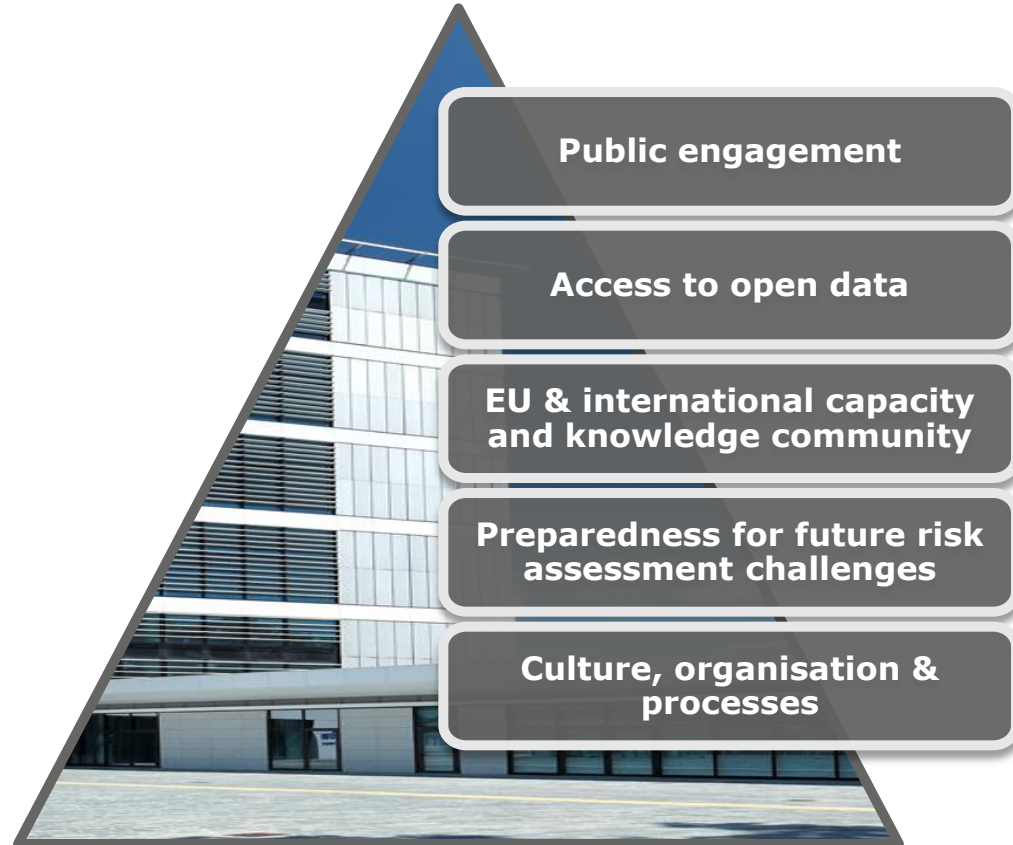 Public engagement
Access to open data
EU & international capacity
and knowledge community
Preparedness for future risk
assessment challenges
Culture, organisation &
processes